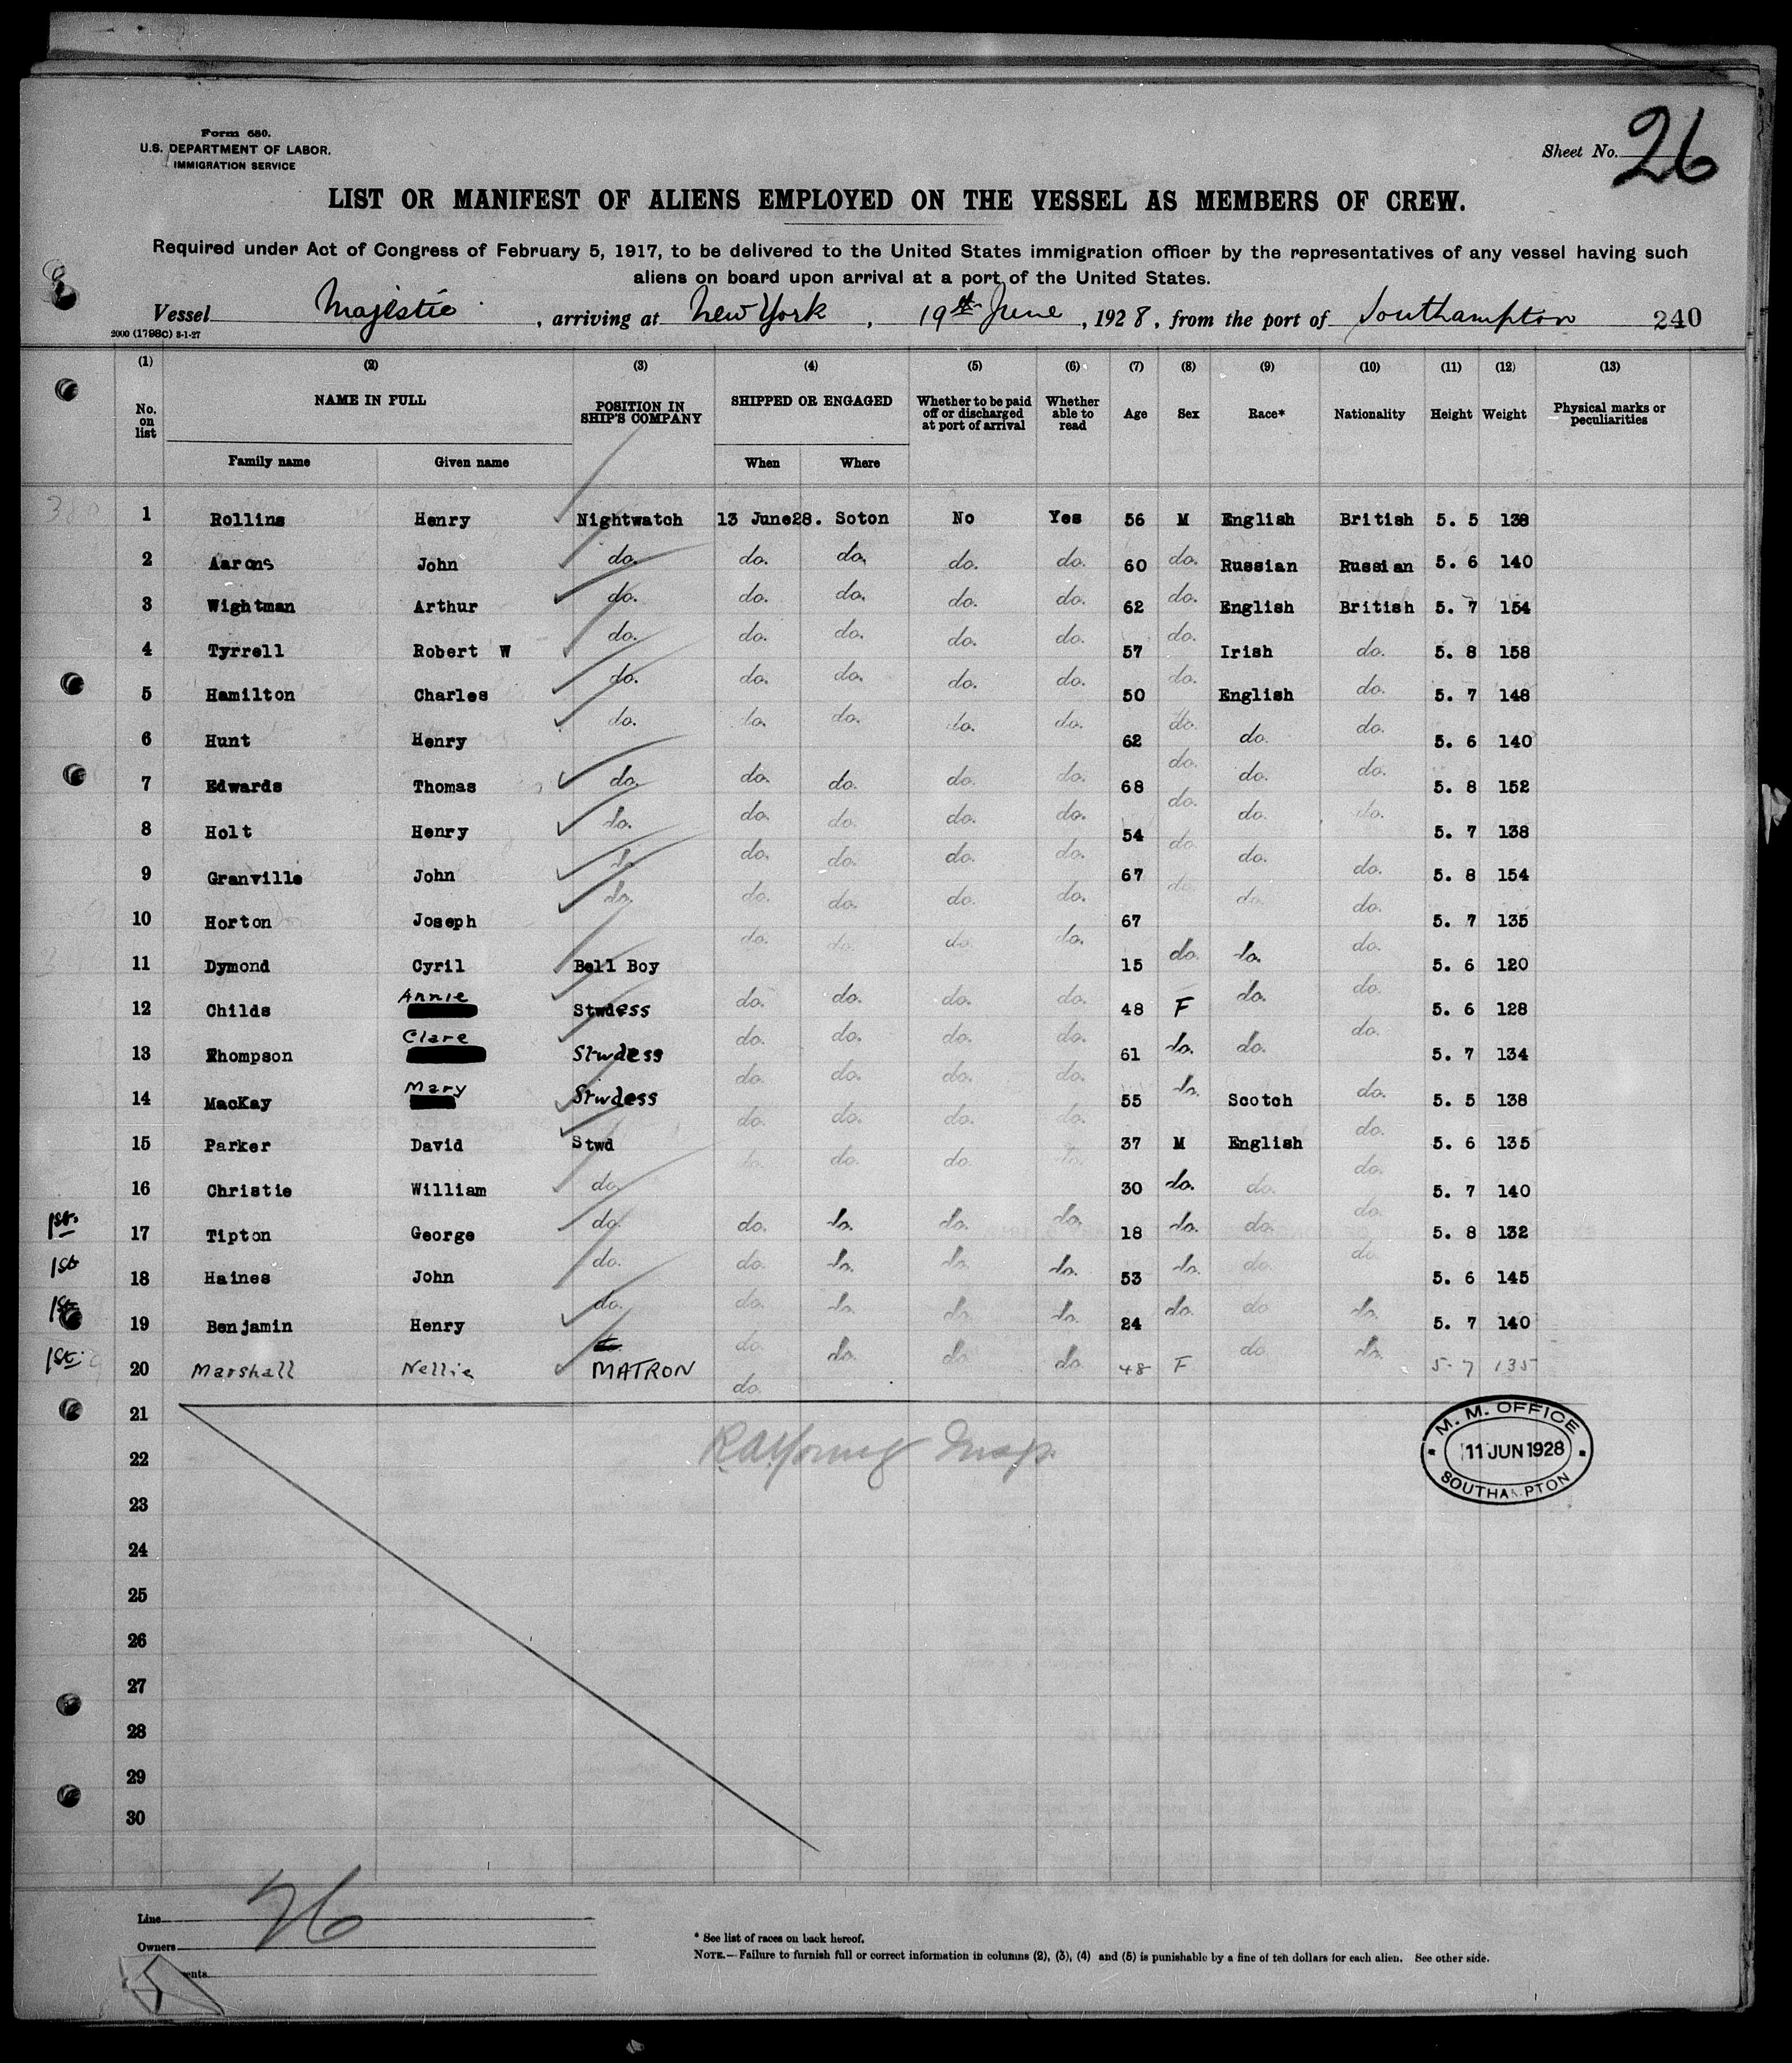 Form 680.
U.S. DEPARTMENT OF LABOR.
IMMIGRATION SERVICE
Sheet No. 26
LIST OR MANIFEST OF ALIENS EMPLOYED ON THE VESSEL AS MEMBERS OF CREW.
Required under Act of Congress of February 5, 1917, to be delivered to the United States immigration officer by the representatives of any vessel having such
aliens on board upon arrival at a port of the United States.
Vessel Majestic, arriving at New York, 19th June, 1928, from the port of Southampton 240
2000 (1798c) 8-1-27
(1) (2) (3) (4) (5) (6) (7) (8) (9) (10) (11) (12) (13)
No. on list NAME IN FULL POSITION IN SHIP'S COMPANY SHIPPED OR ENGAGED Whether to be paid off or discharged at port of arrival Whether able to read Age Sex Race* Nationality Height Weight Physical marks or peculiarities
Family name Given name When Where
1 Rollins Henry Nightwatch 13 June28. Soton No Yes 56 M English British 5. 5 138
2 Aarons John do. do. do. do. do. 60 do. Russian Russian 5. 6 140
3 Wightman Arthur do. do. do. do. do. 62 do. English British 5. 7 154
4 Tyrrell Robert W do. do. do. do. do. 57 do. Irish do. 5. 8 158
5 Hamilton Charles do. do. do. do. do. 50 do. English do. 5. 7 148
6 Hunt Henry do. do. do. do. do. 62 do. do. do. 5. 6 140
7 Edwards Thomas do. do. do. do. do. 68 do. do. do. 5. 8 152
8 Holt Henry do. do. do. do. do. 54 do. do. do. 5. 7 138
9 Granville John do. do. do. do. do. 67 do. do. do. 5. 8 154
10 Horton Joseph do. do. do. do. do. 67 do. do. do. 5. 7 135
11 Dymond Cyril Bell Boy do. do. do. do. 15 do. do. do. 5. 6 120
12 Childs Annie Stwdess do. do. do. do. 48 F do. do. 5. 6 128
13 Thompson Clare Stwdess do. do. do. do. 61 do. do. do. 5. 7 134
14 MacKay Mary Stwdess do. do. do. do. 55 do. Scotch do. 5. 5 138
15 Parker David Stwd do. do. do. do. 37 M English do. 5. 6 135
16 Christie William do. do. do. do. do. 30 do. do. do. 5. 7 140
1st. 17 Tipton George do. do. do. do. do. 18 do. do. do. 5. 8 132
1st 18 Haines John do. do. do. do. do. 53 do. do. do. 5. 6 145
1st 19 Benjamin Henry do. do. do. do. do. 24 do. do. do. 5. 7 140
1st. 20 Marshall Nellie MATRON do. do. do. do. 48 F do. do. 5. 7 135
do.
21
22
23
24
25
26
27
28
29
30
M. M. OFFICE
11 JUN 1928
SOUTHAMPTON
26
Line
Owners
* See list of races on back hereof.
NOTE.—Failure to furnish full or correct information in columns (2), (3), (4) and (5) is punishable by a fine of ten dollars for each alien. See other side.